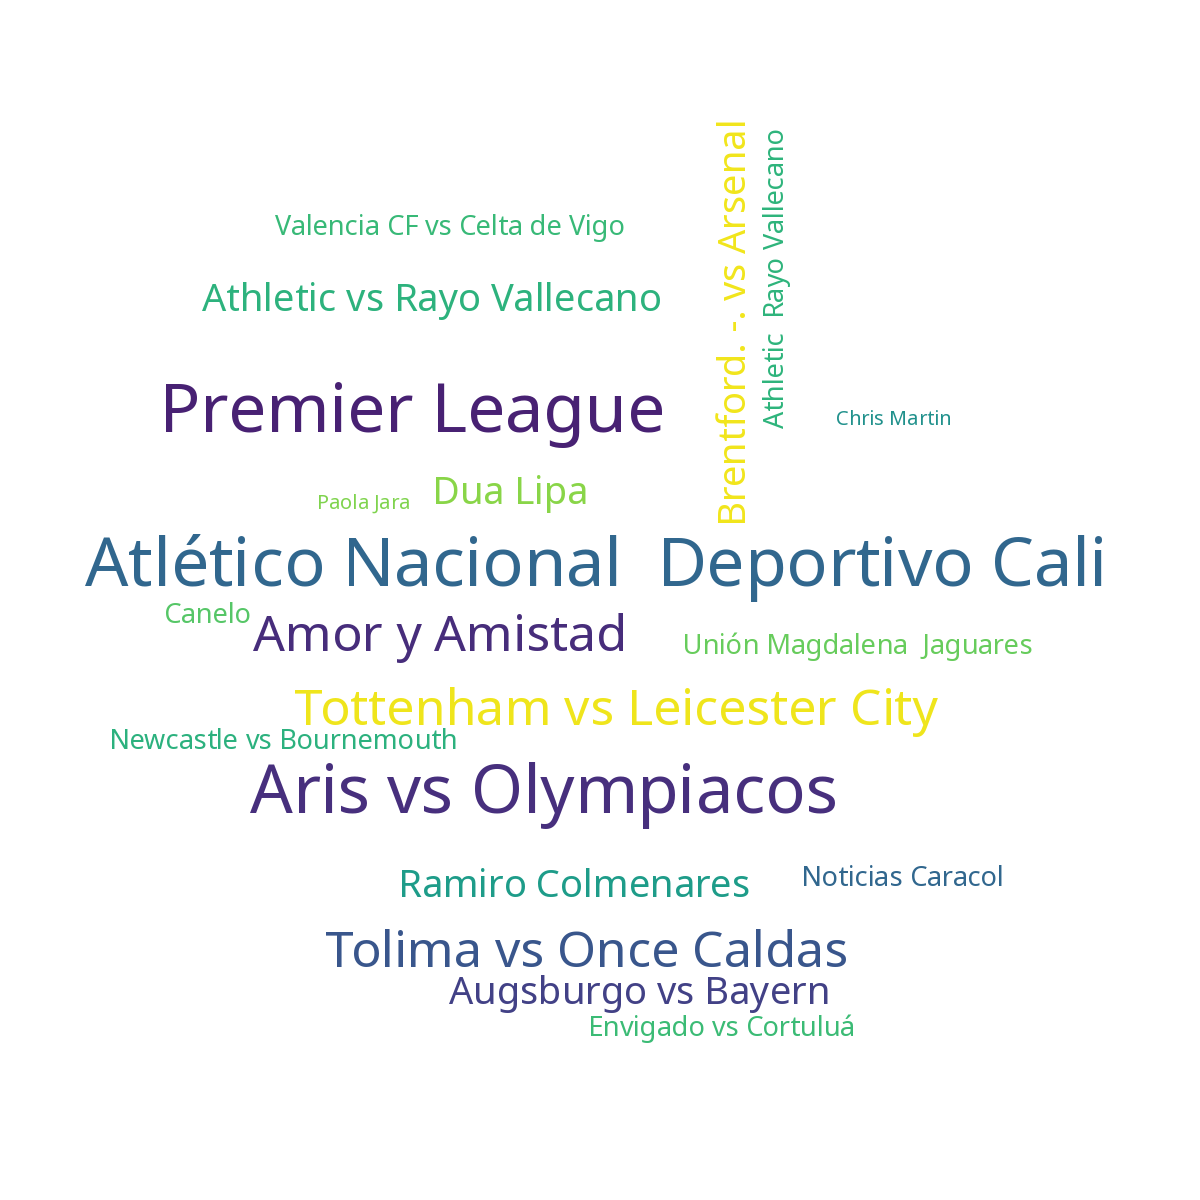 Valencia CF vs Celta de Vigo
Athletic vs Rayo Vallecano
Brentford. -. vs Arsenal
Athletic  Rayo Vallecano
Premier League
Chris Martin
Paola Jara
Dua Lipa
Atlético Nacional  Deportivo Cali
Canelo
Amor y Amistad
Unión Magdalena  Jaguares
Tottenham vs Leicester City
Newcastle vs Bournemouth
Aris vs Olympiacos
Ramiro Colmenares
Noticias Caracol
Tolima vs Once Caldas
Augsburgo vs Bayern
Envigado vs Cortuluá